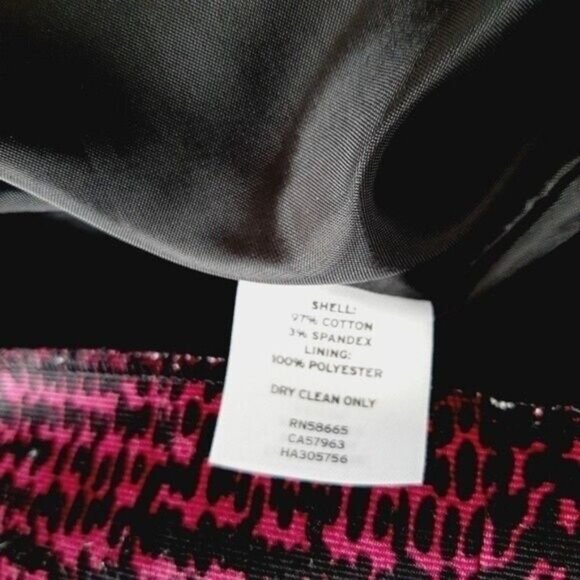 SHELL:
97% COTTON
3% SPANDEX
LINING:
100% POLYESTER
DRY CLEAN ONLY
RN58665
CA57963
HA305756